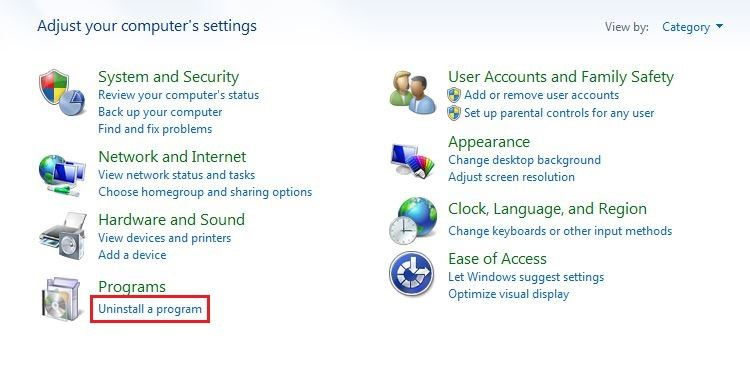 Adjust your computer's settings
View by: Category
System and Security
Review your computer's status
Back up your computer
Find and fix problems
Network and Internet
View network status and tasks
Choose homegroup and sharing options
Hardware and Sound
View devices and printers
Add a device
Programs
Uninstall a program
User Accounts and Family Safety
Add or remove user accounts
Set up parental controls for any user
Appearance
Change desktop background
Adjust screen resolution
Clock, Language, and Region
Change keyboards or other input methods
Ease of Access
Let Windows suggest settings
Optimize visual display